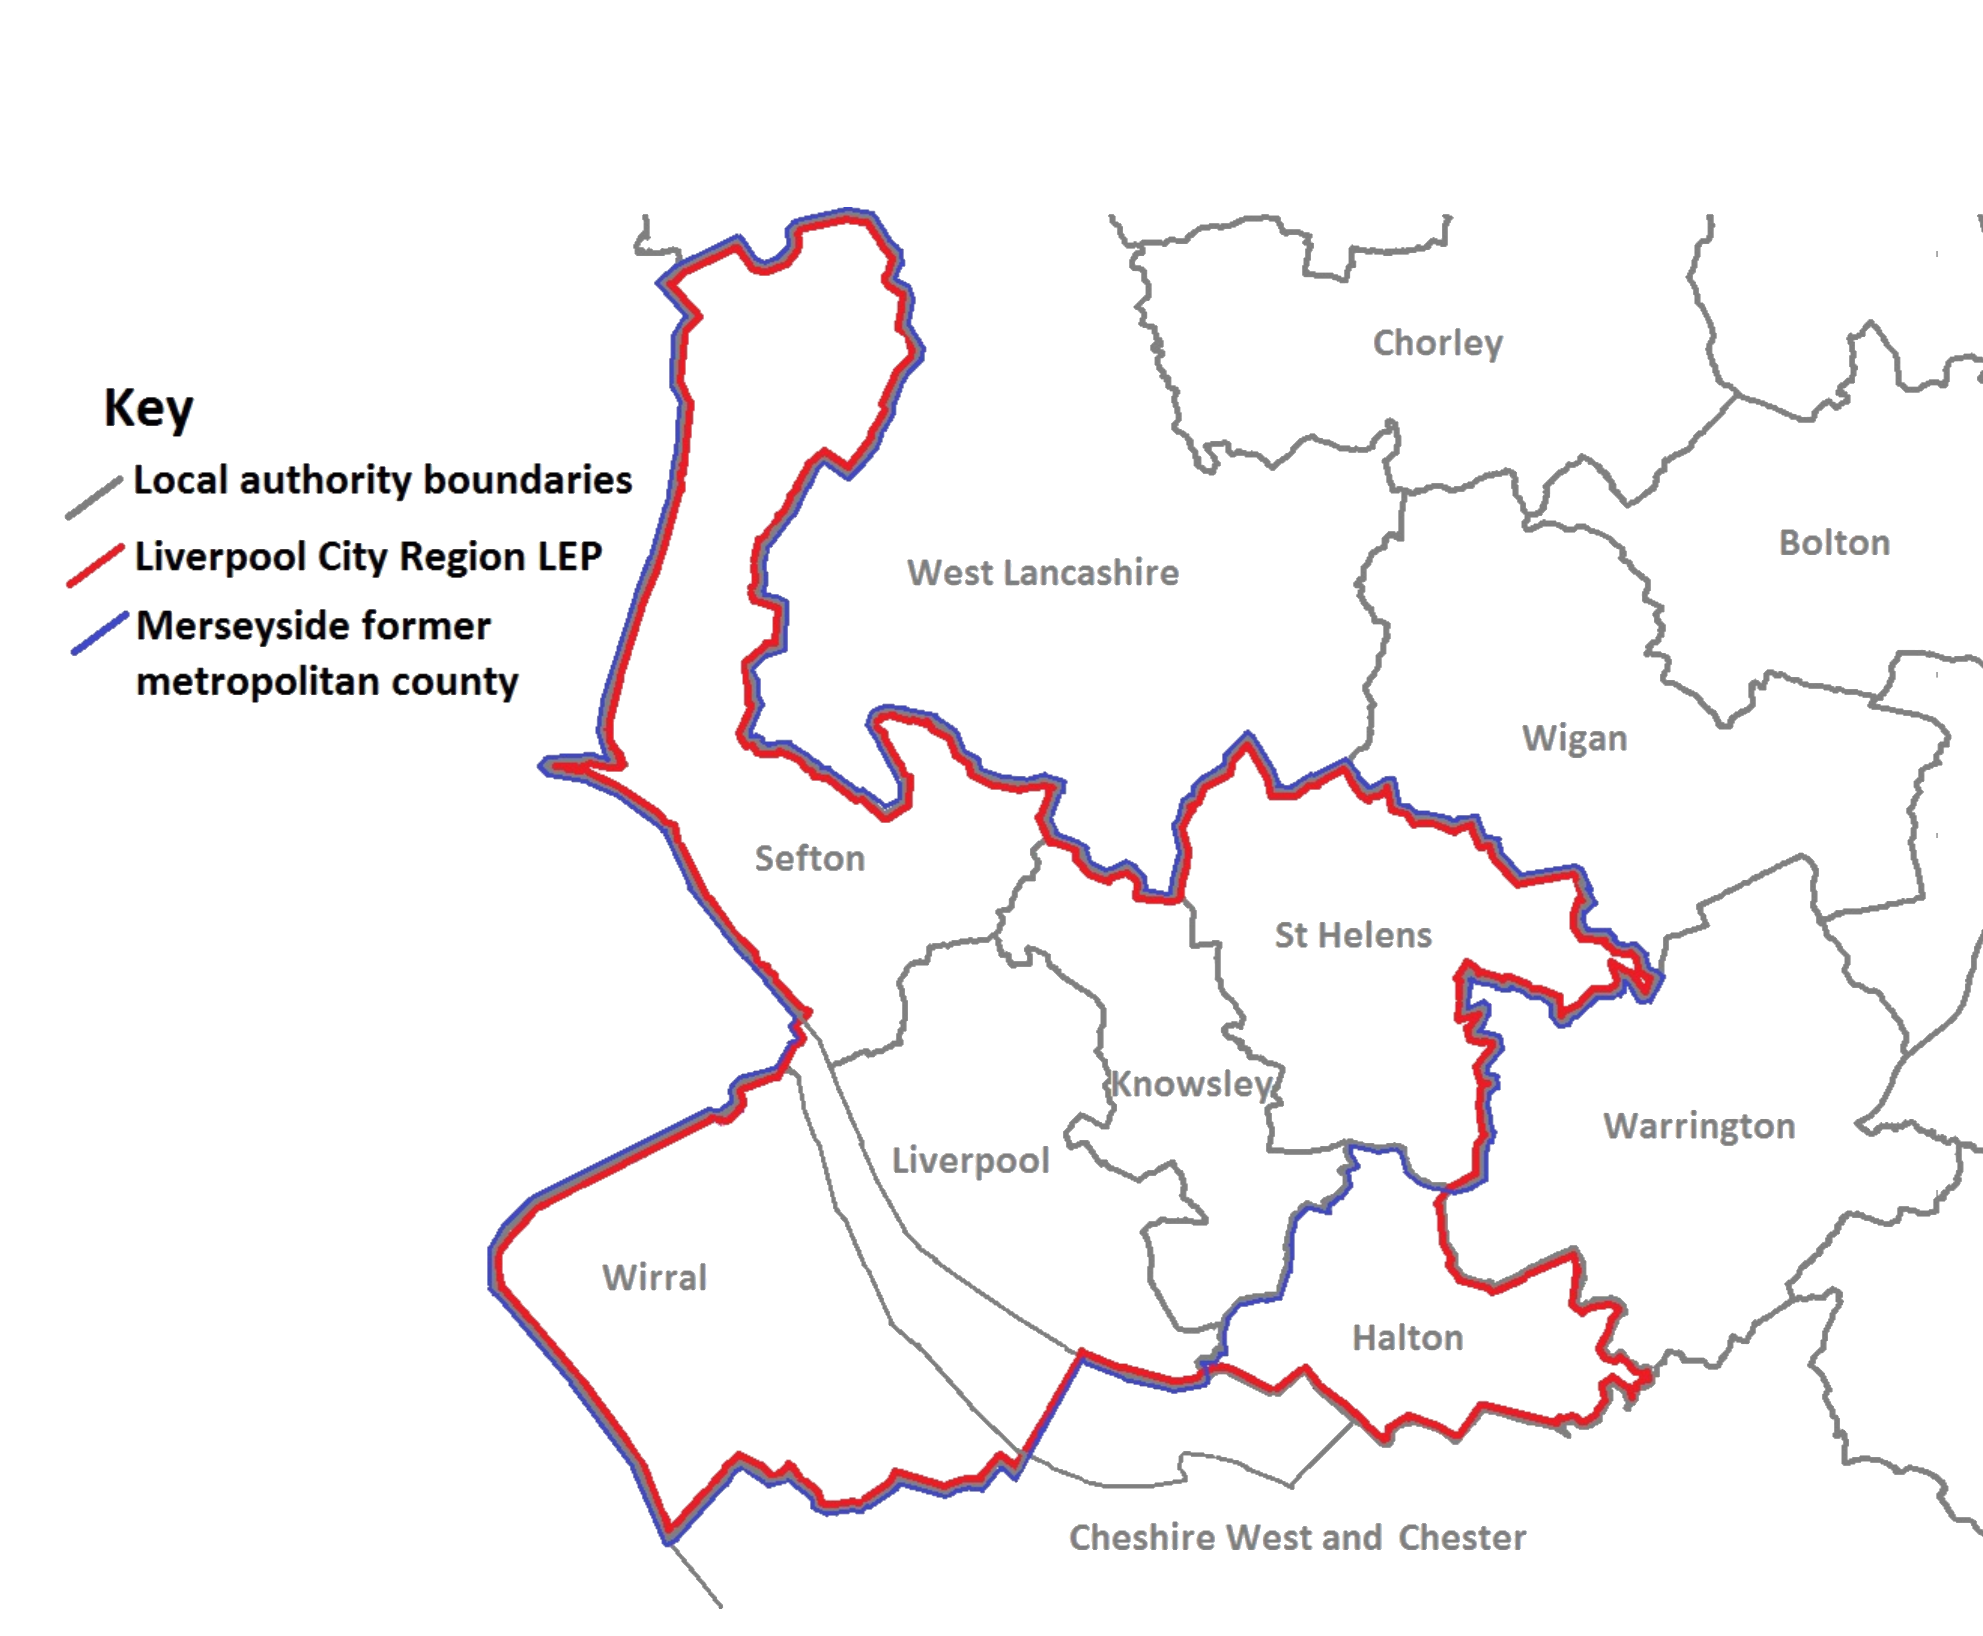 Key
Local authority boundaries
Liverpool City Region LEP
Merseyside former
metropolitan county
Chorley
Bolton
West Lancashire
Wigan
Sefton
St Helens
Knowsley
Warrington
Liverpool
Wirral
Halton
Cheshire West and Chester